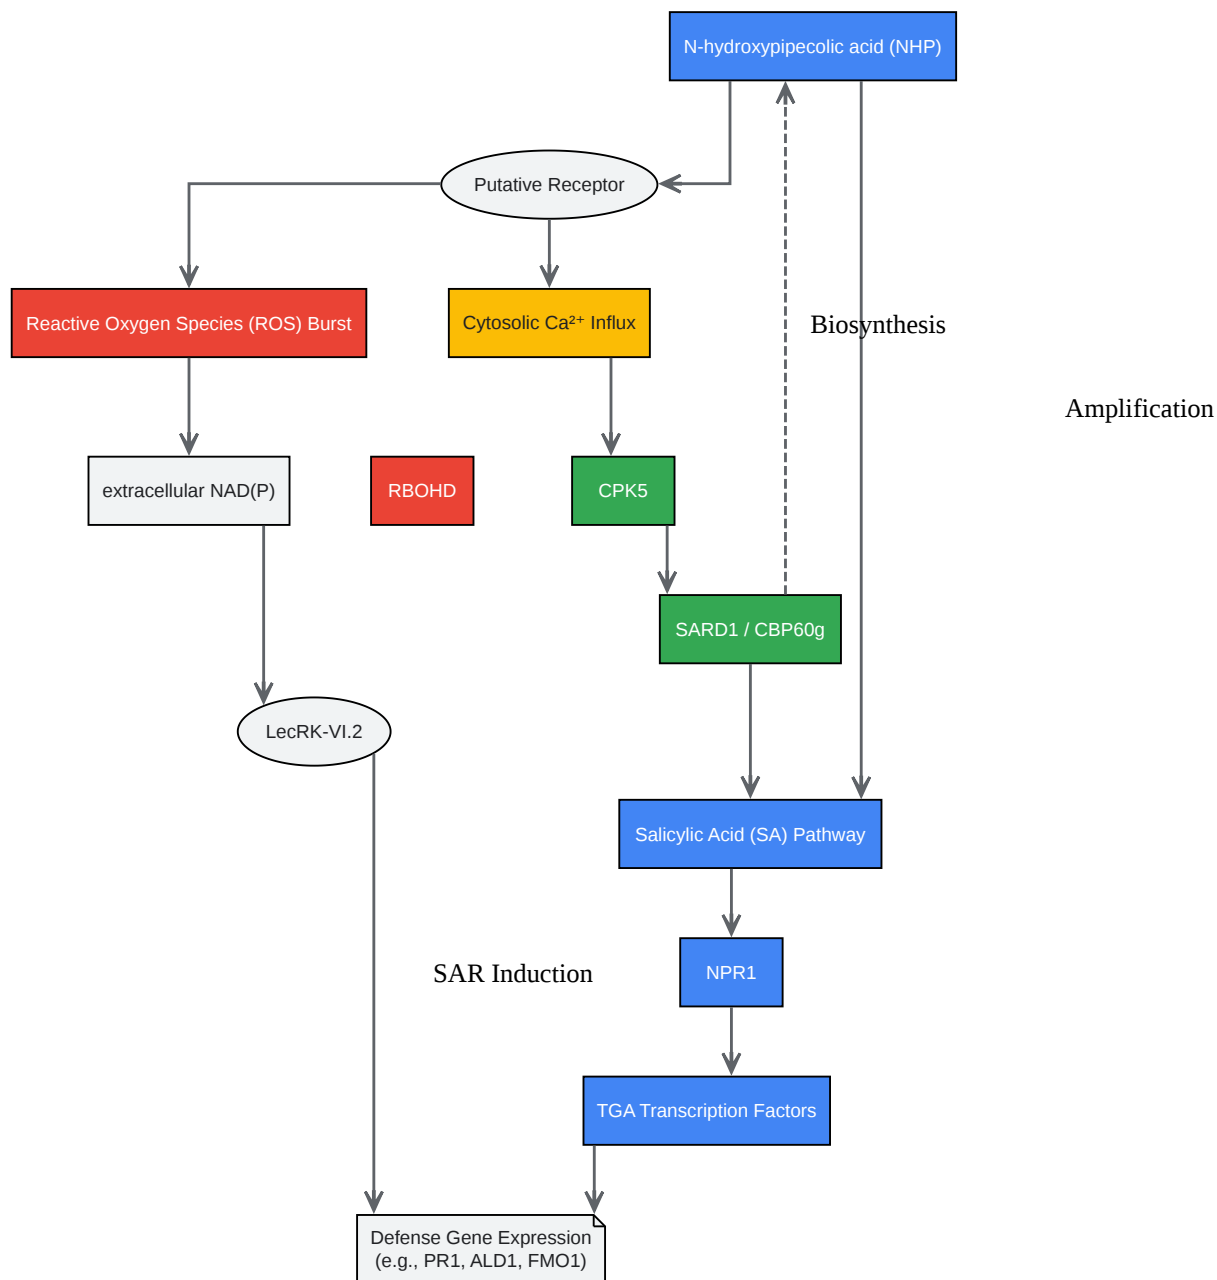 N-hydroxypipecolic acid (NHP)
Putative Receptor
Reactive Oxygen Species (ROS) Burst
Cytosolic Ca²⁺ Influx
Biosynthesis
Amplification
extracellular NAD(P)
RBOHD
CPK5
SARD1 / CBP60g
LecRK-VI.2
Salicylic Acid (SA) Pathway
SAR Induction
NPR1
TGA Transcription Factors
Defense Gene Expression
(e.g., PR1, ALD1, FMO1)